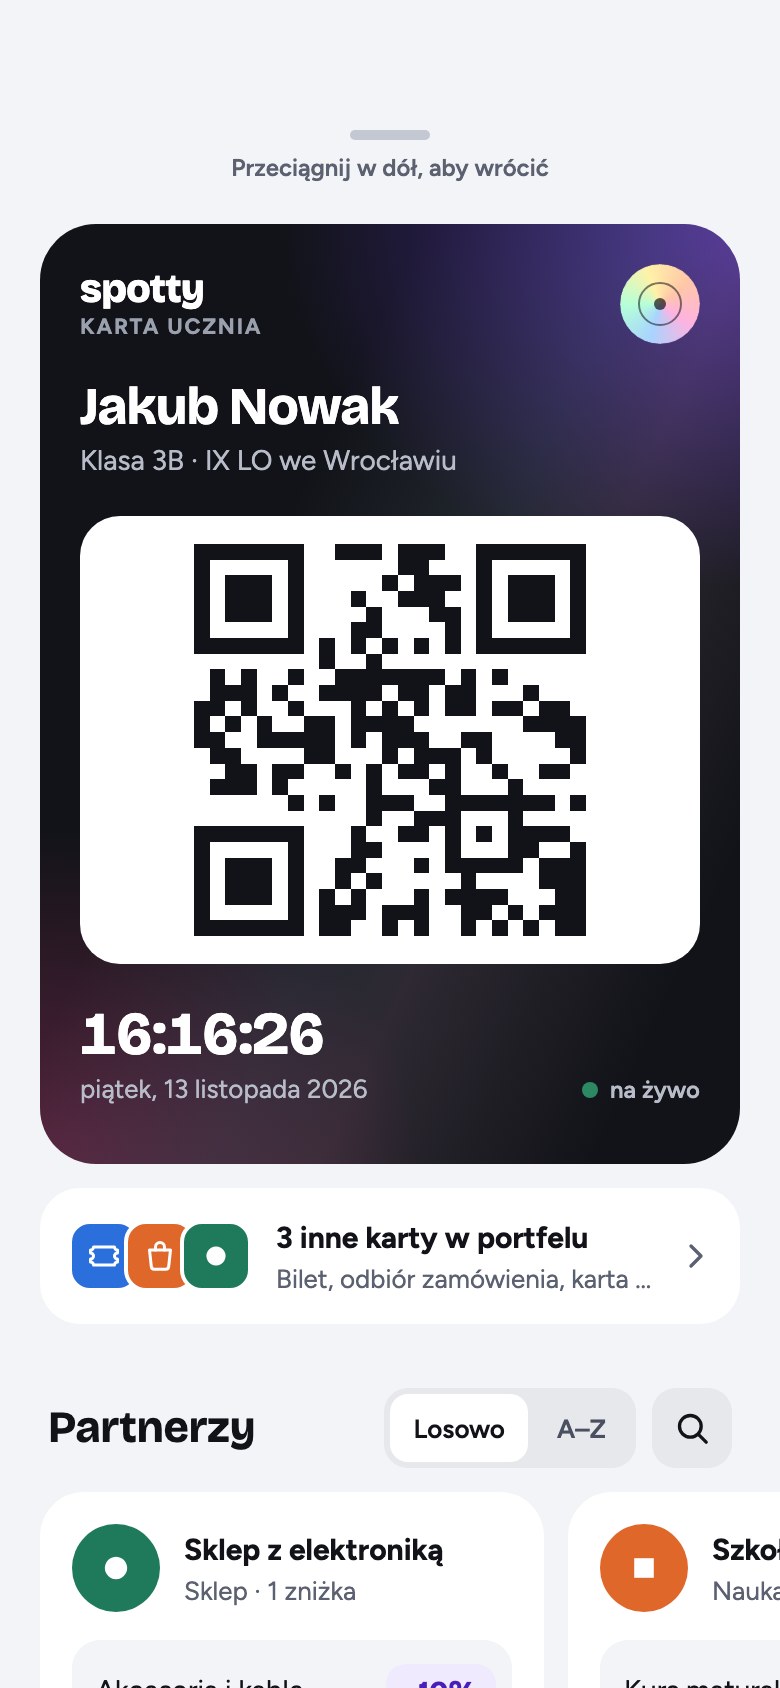 Przeciągnij w dół, aby wrócić
spotty
KARTA UCZNIA
Jakub Nowak
Klasa 3B · IX LO we Wrocławiu
16:16:26
piątek, 13 listopada 2026
na żywo
3 inne karty w portfelu
Bilet, odbiór zamówienia, karta ...
Partnerzy
Losowo
A–Z
Sklep z elektroniką
Sklep · 1 zniżka